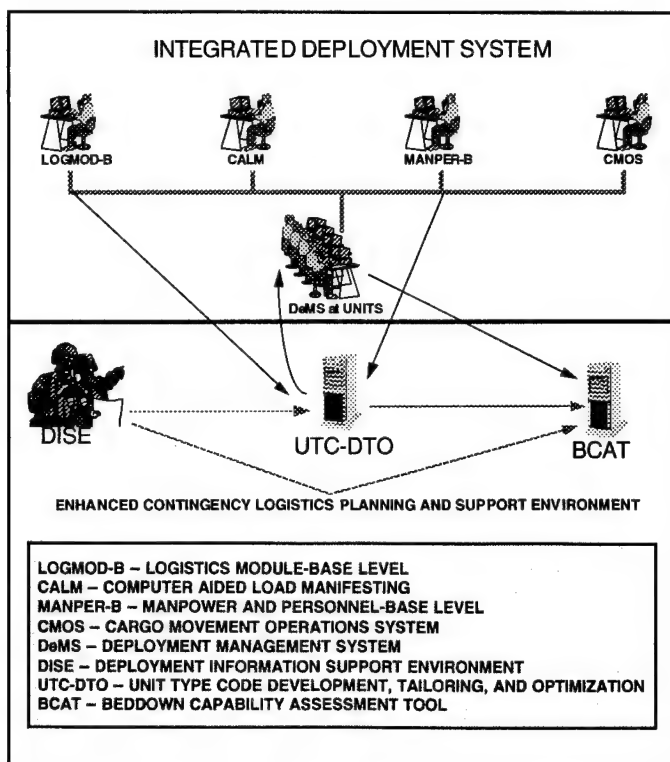 INTEGRATED DEPLOYMENT SYSTEM
LOGMOD-B
CALM
MANPER-B
CMOS
DeMS at UNITS
DISE
UTC-DTO
BCAT
ENHANCED CONTINGENCY LOGISTICS PLANNING AND SUPPORT ENVIRONMENT
LOGMOD-B – LOGISTICS MODULE-BASE LEVEL
CALM – COMPUTER AIDED LOAD MANIFESTING
MANPER-B – MANPOWER AND PERSONNEL-BASE LEVEL
CMOS – CARGO MOVEMENT OPERATIONS SYSTEM
DeMS – DEPLOYMENT MANAGEMENT SYSTEM
DISE – DEPLOYMENT INFORMATION SUPPORT ENVIRONMENT
UTC-DTO – UNIT TYPE CODE DEVELOPMENT, TAILORING, AND OPTIMIZATION
BCAT – BEDDOWN CAPABILITY ASSESSMENT TOOL